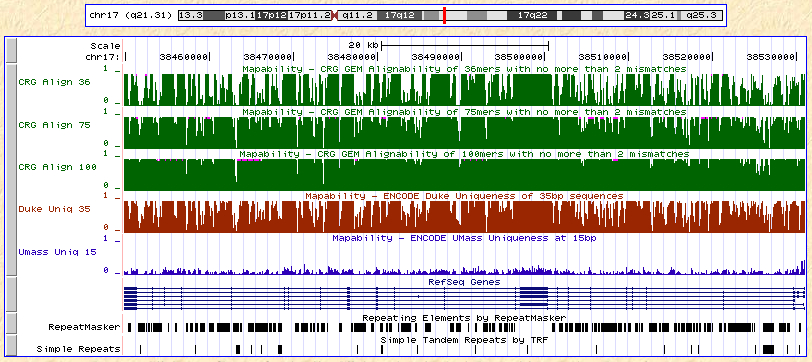 chr17 (q21.31) 13.3 p13.1 17p12 17p11.2 q11.2 17q12 17q22 24.3 25.1 q25.3
Scale 20 kb
chr17: 38460000 38470000 38480000 38490000 38500000 38510000 38520000 38530000
Mapability - CRG GEM Alignability of 36mers with no more than 2 mismatches
1
CRG Align 36
0
Mapability - CRG GEM Alignability of 75mers with no more than 2 mismatches
1
CRG Align 75
0
Mapability - CRG GEM Alignability of 100mers with no more than 2 mismatches
1
CRG Align 100
0
Mapability - ENCODE Duke Uniqueness of 35bp sequences
1
Duke Uniq 35
0
Mapability - ENCODE UMass Uniqueness at 15bp
1
Umass Uniq 15
0
RefSeq Genes
Repeating Elements by RepeatMasker
RepeatMasker
Simple Tandem Repeats by TRF
Simple Repeats